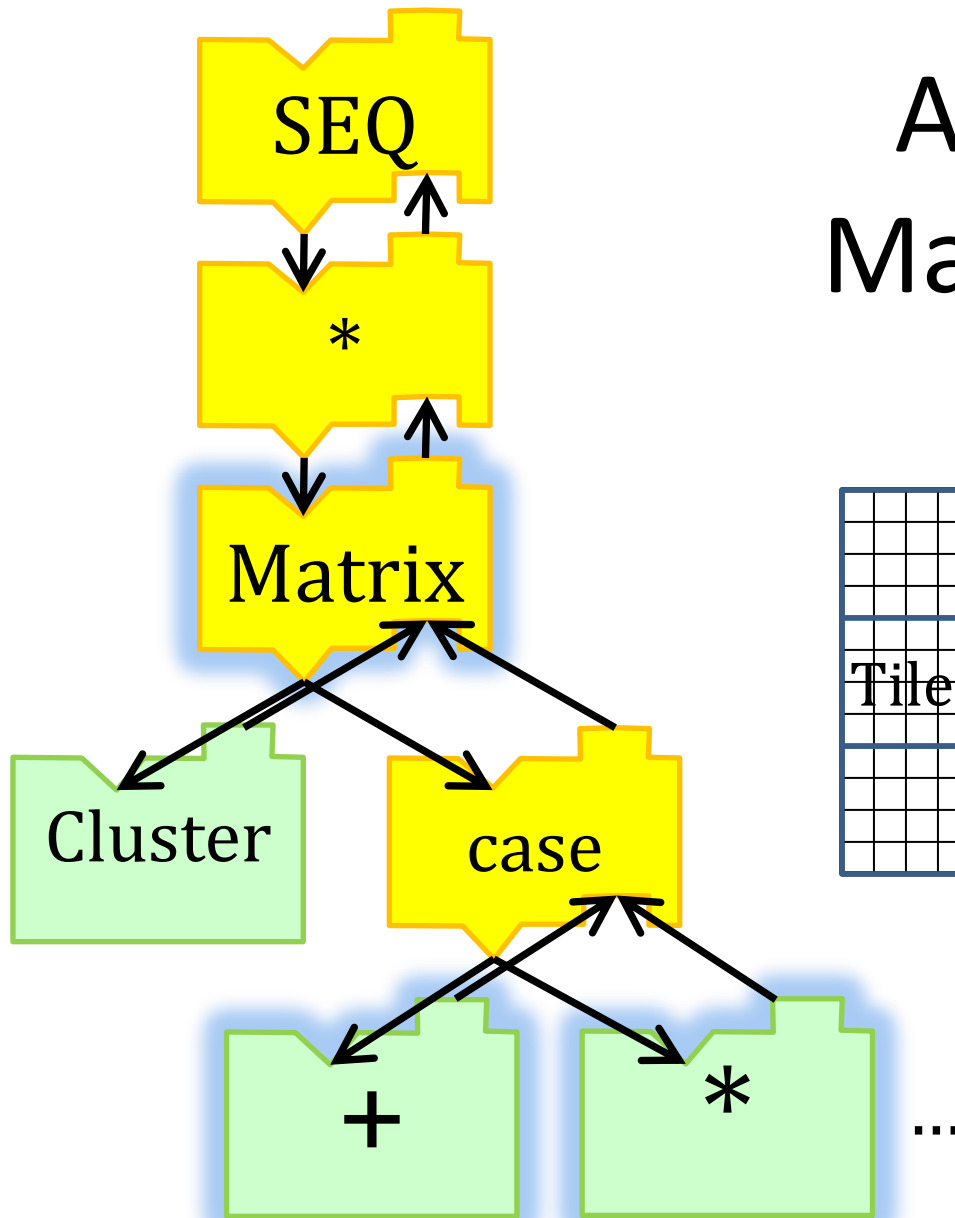 SEQ
A
*
Ma
Matrix
Tile
Cluster
case
+
*
...